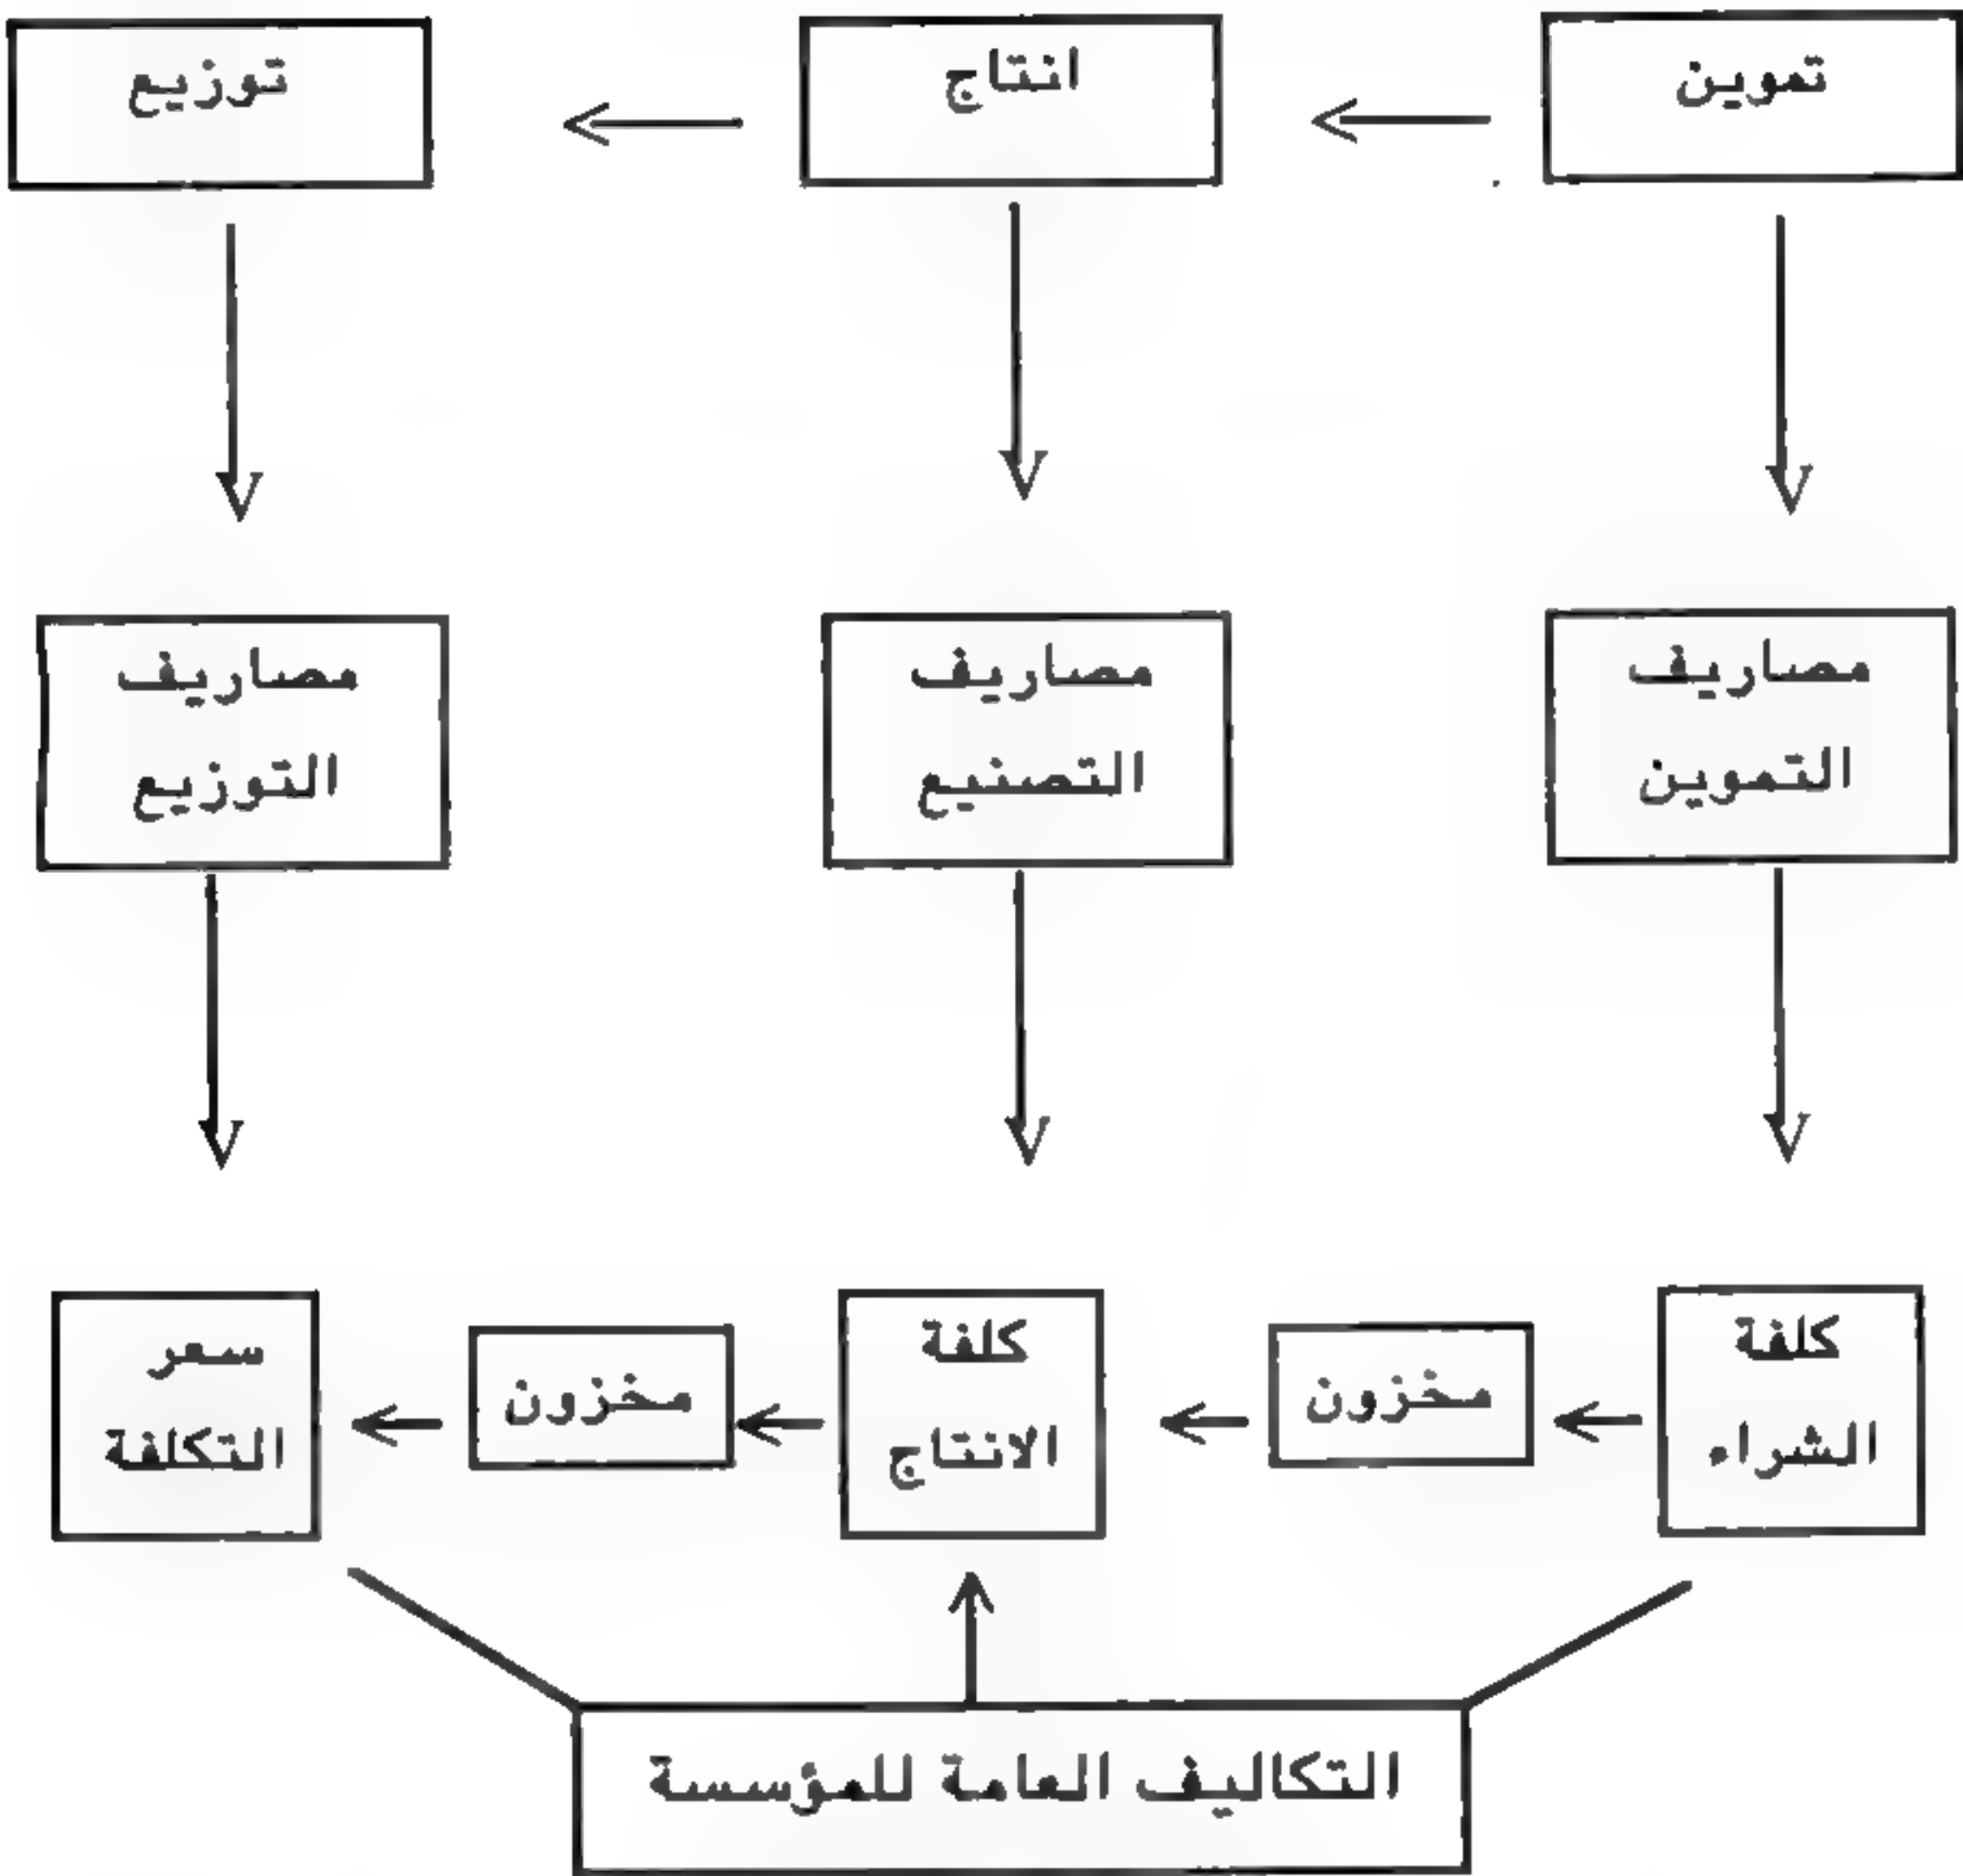 تموين
انتاج
توزيع
مصاريف
التموين
مصاريف
التصنيع
مصاريف
التوزيع
كلفة
الشراء
مخزون
كلفة
الانتاج
مخزون
سعر
التكلفة
التكاليف العامة للمؤسسة